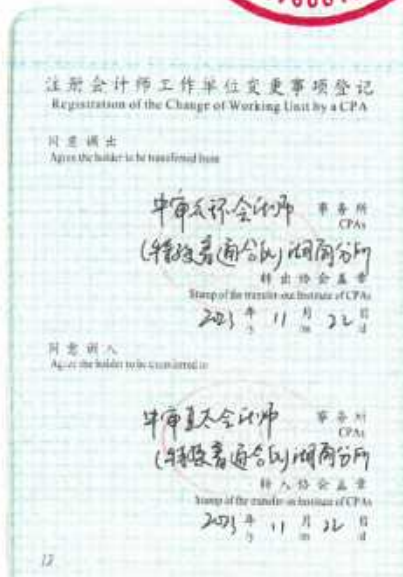 注册会计师工作单位变更事项登记
Registration of the Change of Working Unit by a CPA
同意调出
Agree the holder to be transferred from
中审众环会计师 事务所
CPAs
(特殊普通合伙)湖南分所
转出协会盖章
Stamp of the transfer-out Institute of CPAs
2023 年 11 月 22 日
y m d
同意调入
Agree the holder to be transferred to
中审亚太会计师 事务所
CPAs
(特殊普通合伙)湖南分所
转入协会盖章
Stamp of the transfer-in Institute of CPAs
2023 年 11 月 22 日
y m d
12